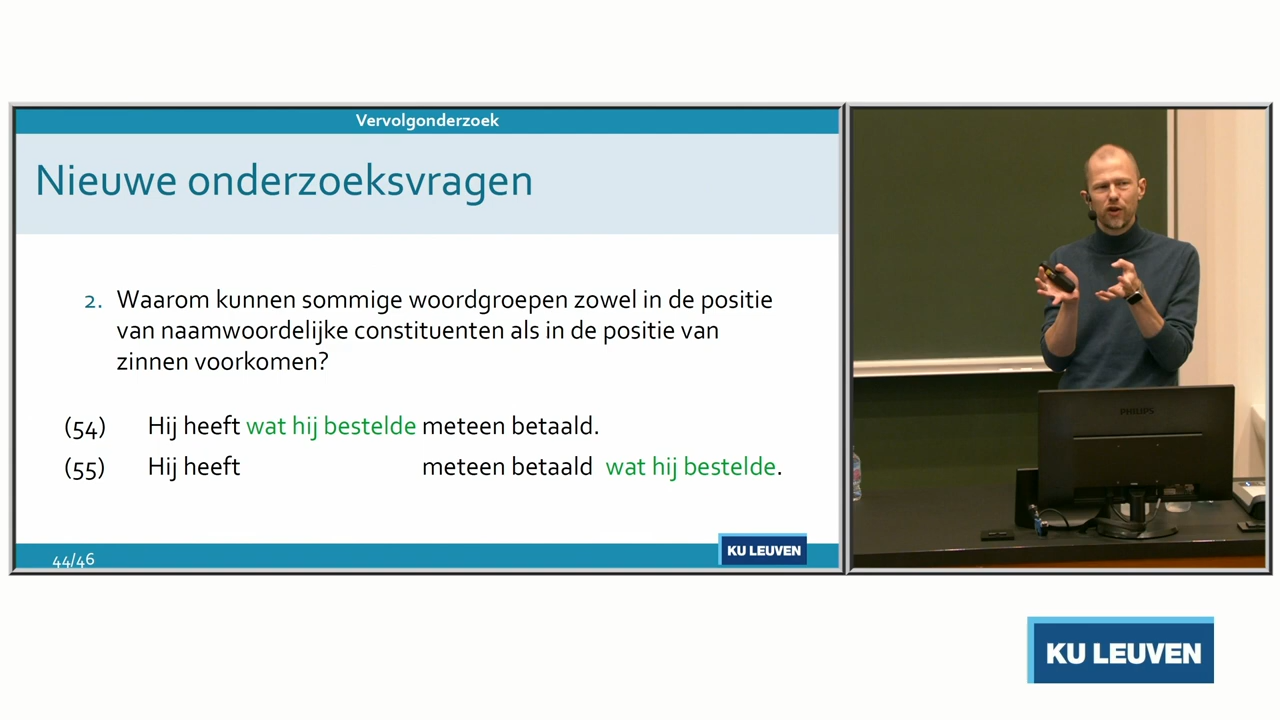 Vervolgonderzoek
Nieuwe onderzoeksvragen
2. Waarom kunnen sommige woordgroepen zowel in de positie
van naamwoordelijke constituenten als in de positie van
zinnen voorkomen?
(54) Hij heeft wat hij bestelde meteen betaald.
(55) Hij heeft meteen betaald wat hij bestelde.
44/46
KU LEUVEN
PHILIPS
KU LEUVEN